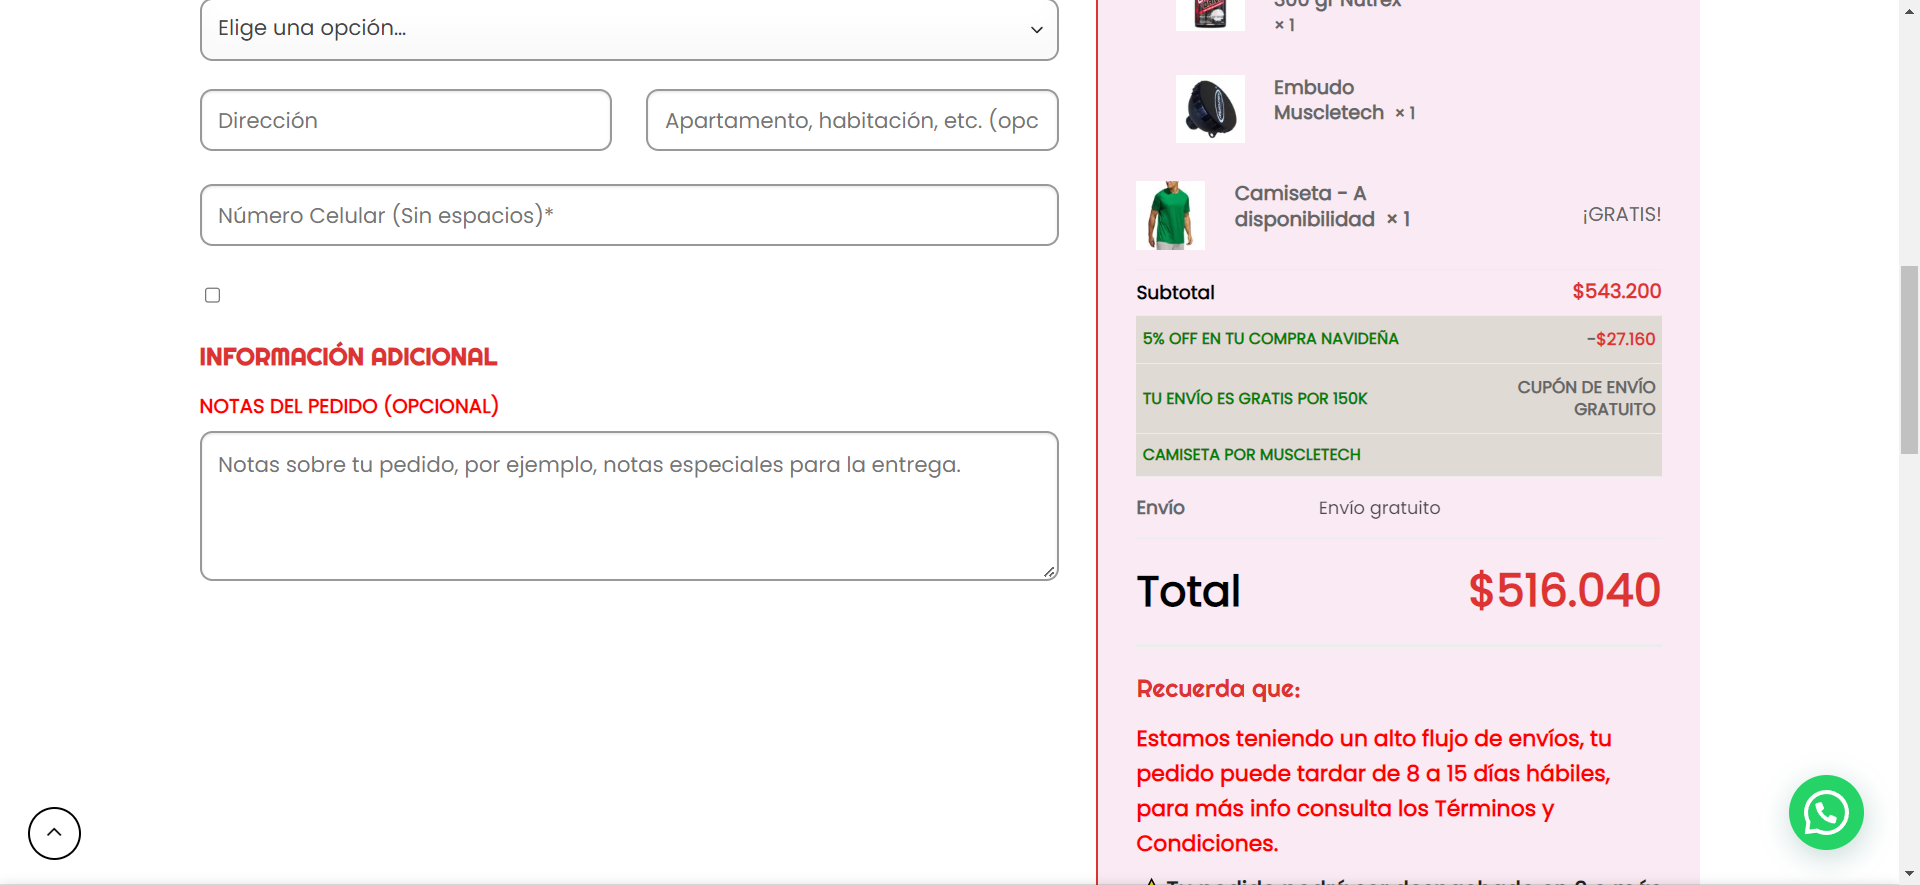 Elige una opción...
Dirección
Apartamento, habitación, etc. (opc
Número Celular (Sin espacios)*
INFORMACIÓN ADICIONAL
NOTAS DEL PEDIDO (OPCIONAL)
Notas sobre tu pedido, por ejemplo, notas especiales para la entrega.
300 gr Nutrex
× 1
Embudo
Muscletech × 1
Camiseta - A
disponibilidad × 1
¡GRATIS!
Subtotal $543.200
5% OFF EN TU COMPRA NAVIDEÑA -$27.160
TU ENVÍO ES GRATIS POR 150K
CUPÓN DE ENVÍO
GRATUITO
CAMISETA POR MUSCLETECH
Envío Envío gratuito
Total $516.040
Recuerda que:
Estamos teniendo un alto flujo de envíos, tu
pedido puede tardar de 8 a 15 días hábiles,
para más info consulta los Términos y
Condiciones.